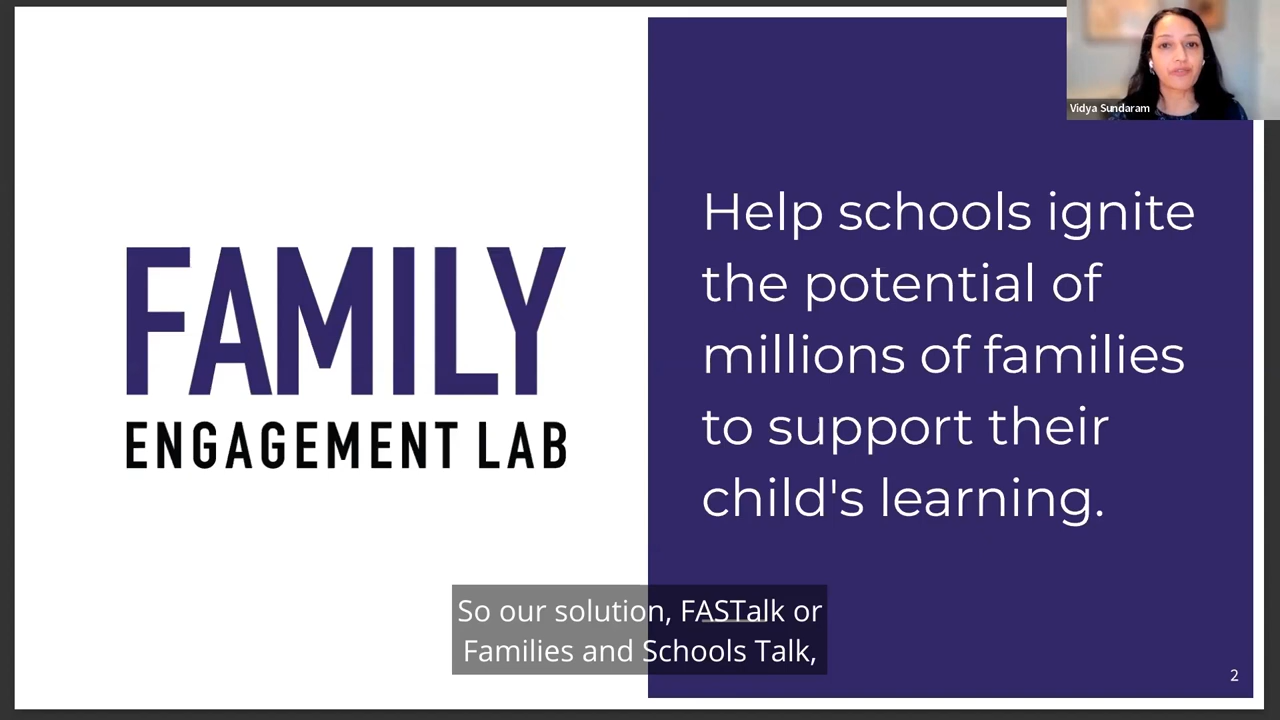 Vidya Sundaram
FAMILY
ENGAGEMENT LAB
Help schools ignite
the potential of
millions of families
to support their
child's learning.
So our solution, FASTalk or
Families and Schools Talk,
2